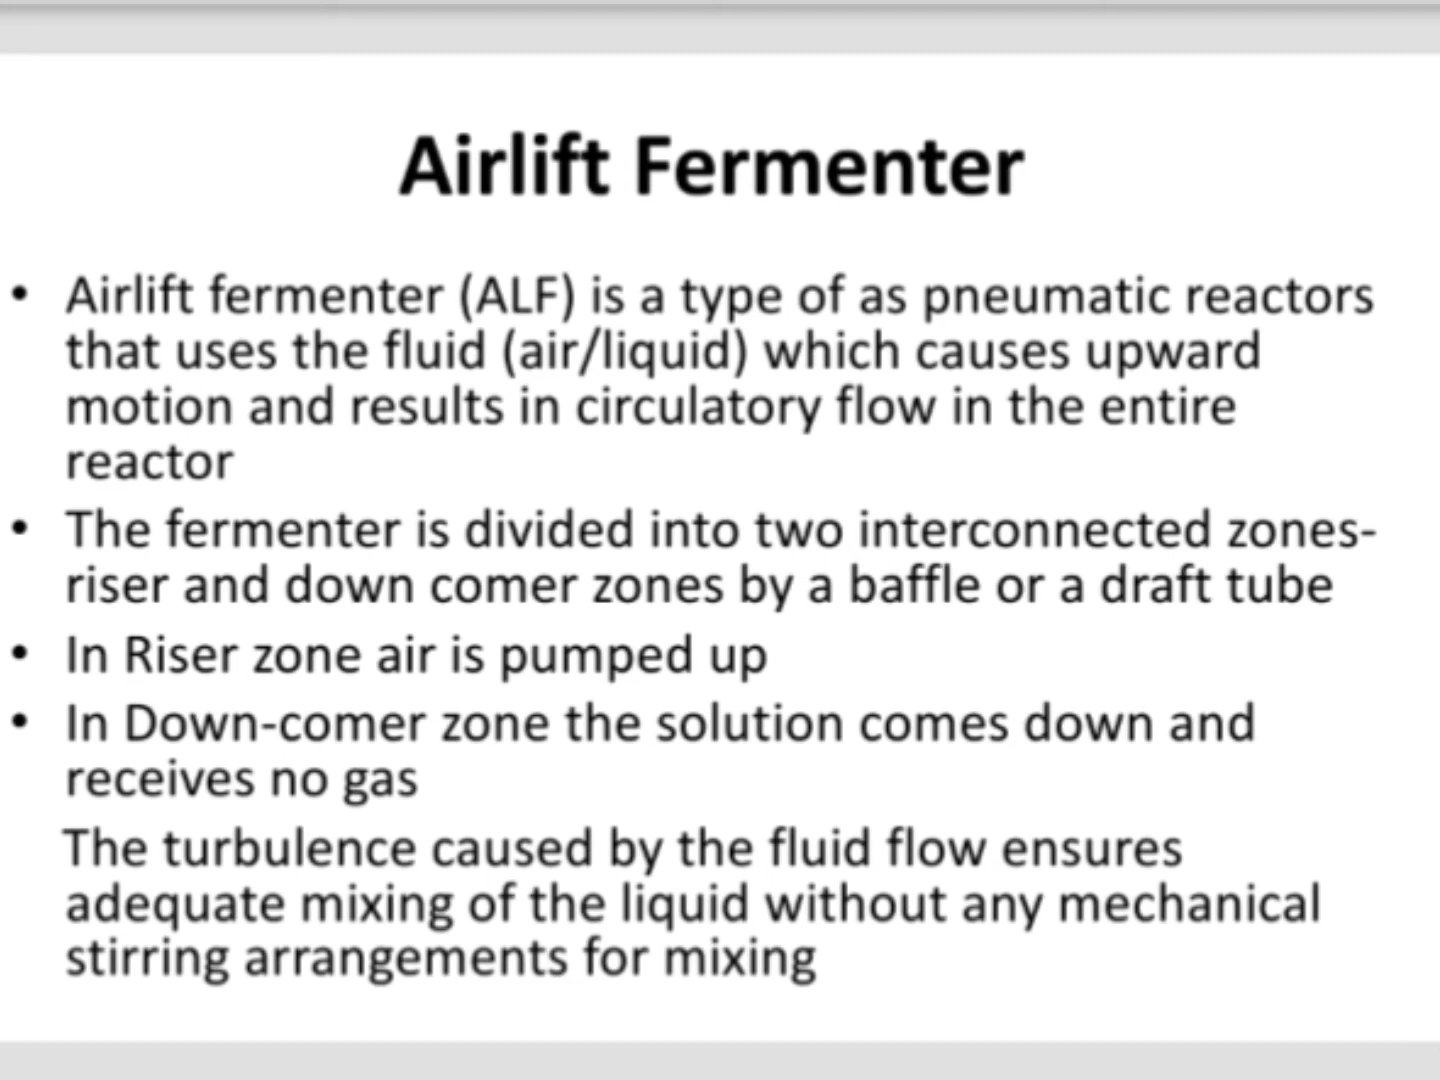 Airlift Fermenter
• Airlift fermenter (ALF) is a type of as pneumatic reactors
that uses the fluid (air/liquid) which causes upward
motion and results in circulatory flow in the entire
reactor
• The fermenter is divided into two interconnected zones-
riser and down comer zones by a baffle or a draft tube
• In Riser zone air is pumped up
• In Down-comer zone the solution comes down and
receives no gas
The turbulence caused by the fluid flow ensures
adequate mixing of the liquid without any mechanical
stirring arrangements for mixing